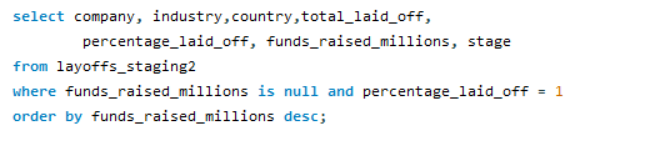 select company, industry,country,total_laid_off,
percentage_laid_off, funds_raised_millions, stage
from layoffs_staging2
where funds_raised_millions is null and percentage_laid_off = 1
order by funds_raised_millions desc;